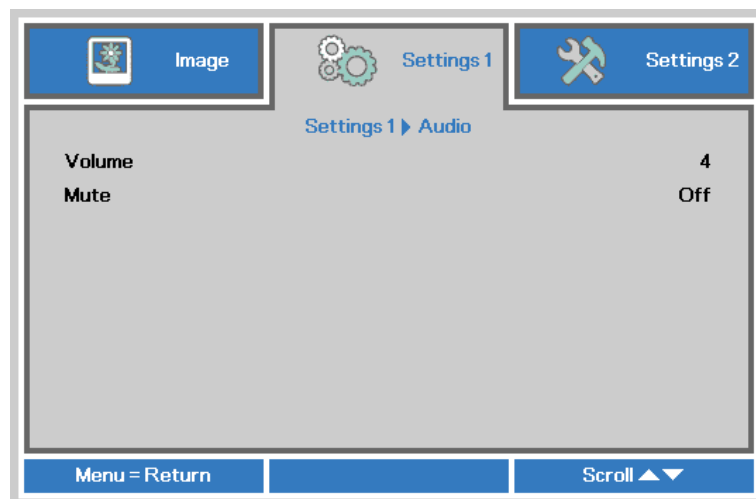 Image
Settings 1
Settings 2
Settings 1 ▶ Audio
Volume 4
Mute Off
Menu = Return
Scroll ▲▼